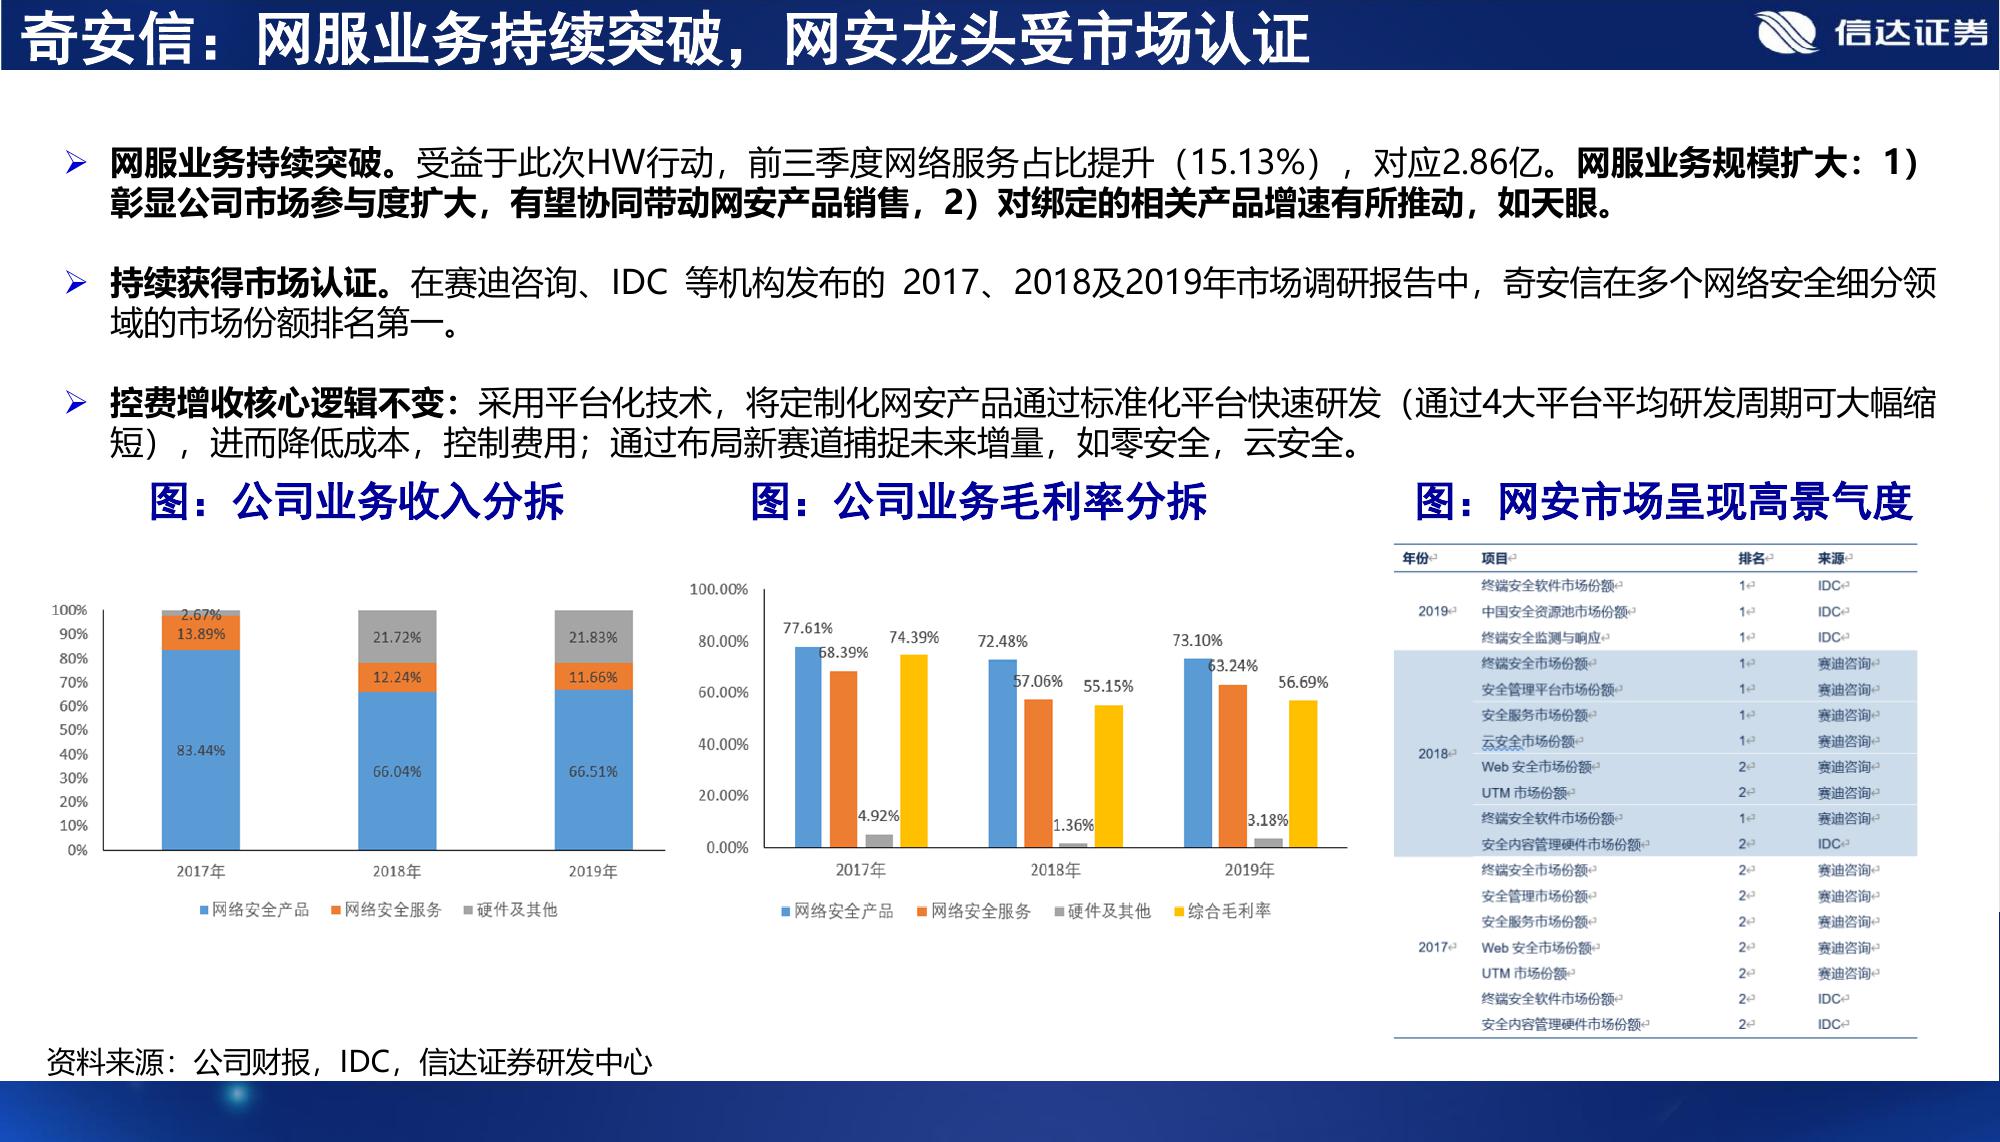 奇安信：网服业务持续突破，网安龙头受市场认证
信达证券
网服业务持续突破。受益于此次HW行动，前三季度网络服务占比提升（15.13%），对应2.86亿。网服业务规模扩大：1）
彰显公司市场参与度扩大，有望协同带动网安产品销售，2）对绑定的相关产品增速有所推动，如天眼。
持续获得市场认证。在赛迪咨询、IDC 等机构发布的 2017、2018及2019年市场调研报告中，奇安信在多个网络安全细分领
域的市场份额排名第一。
控费增收核心逻辑不变：采用平台化技术，将定制化网安产品通过标准化平台快速研发（通过4大平台平均研发周期可大幅缩
短），进而降低成本，控制费用；通过布局新赛道捕捉未来增量，如零安全，云安全。
图：公司业务收入分拆
100%
90%
80%
70%
60%
50%
40%
30%
20%
10%
0%
2.67%
13.89%
83.44%
21.72%
12.24%
66.04%
21.83%
11.66%
66.51%
2017年 2018年 2019年
网络安全产品 网络安全服务 硬件及其他
图：公司业务毛利率分拆
100.00%
80.00%
60.00%
40.00%
20.00%
0.00%
77.61% 68.39% 4.92% 74.39%
72.48% 57.06% 1.36% 55.15%
73.10% 63.24% 3.18% 56.69%
2017年 2018年 2019年
网络安全产品 网络安全服务 硬件及其他 综合毛利率
图：网安市场呈现高景气度
年份 项目 排名 来源
终端安全软件市场份额 1 IDC
2019 中国安全资源池市场份额 1 IDC
终端安全监测与响应 1 IDC
终端安全市场份额 1 赛迪咨询
安全管理平台市场份额 1 赛迪咨询
安全服务市场份额 1 赛迪咨询
云安全市场份额 1 赛迪咨询
2018
Web 安全市场份额 2 赛迪咨询
UTM 市场份额 2 赛迪咨询
终端安全软件市场份额 1 赛迪咨询
安全内容管理硬件市场份额 2 IDC
终端安全市场份额 2 赛迪咨询
安全管理市场份额 2 赛迪咨询
安全服务市场份额 2 赛迪咨询
2017 Web 安全市场份额 2 赛迪咨询
UTM 市场份额 2 赛迪咨询
终端安全软件市场份额 2 IDC
安全内容管理硬件市场份额 2 IDC
资料来源：公司财报，IDC，信达证券研发中心